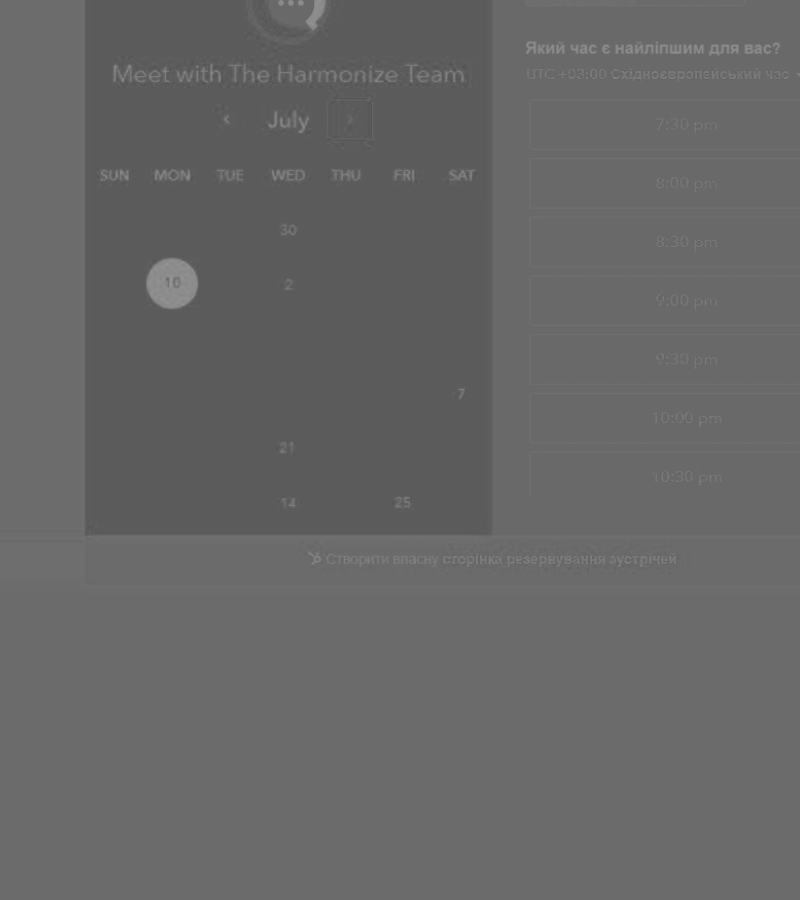 Meet with The Harmonize Team
July
SUN MON TUE WED THU FRI SAT
30
10 2
7
21
14 25
Який час є найліпшим для вас?
UTC +03:00 Східноєвропейський час
7:30 pm
8:00 pm
8:30 pm
9:00 pm
9:30 pm
10:00 pm
10:30 pm
Створити власну сторінка резервування зустрічей